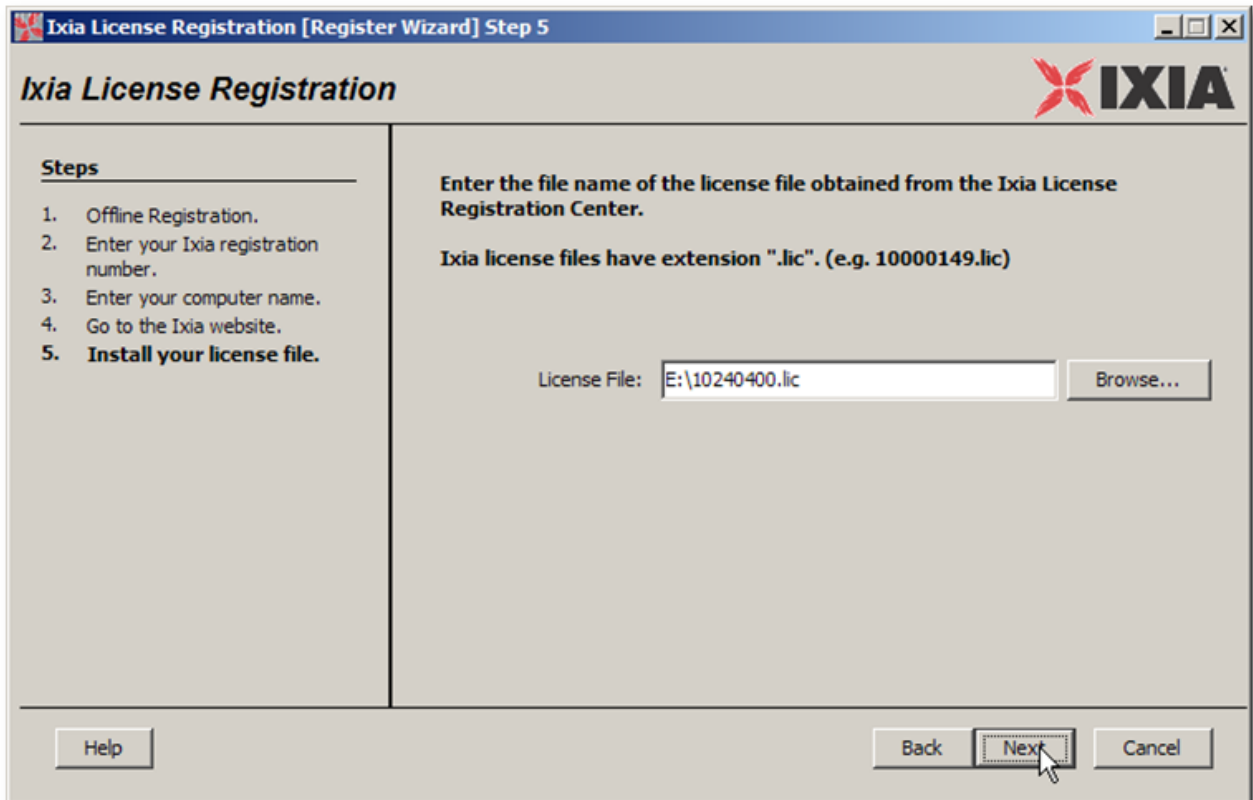 Ixia License Registration [Register Wizard] Step 5
Ixia License Registration
IXIA
Steps
1. Offline Registration.
2. Enter your Ixia registration
number.
3. Enter your computer name.
4. Go to the Ixia website.
5. Install your license file.
Enter the file name of the license file obtained from the Ixia License
Registration Center.
Ixia license files have extension ".lic". (e.g. 10000149.lic)
License File: E:\10240400.lic Browse...
Help Back Next Cancel